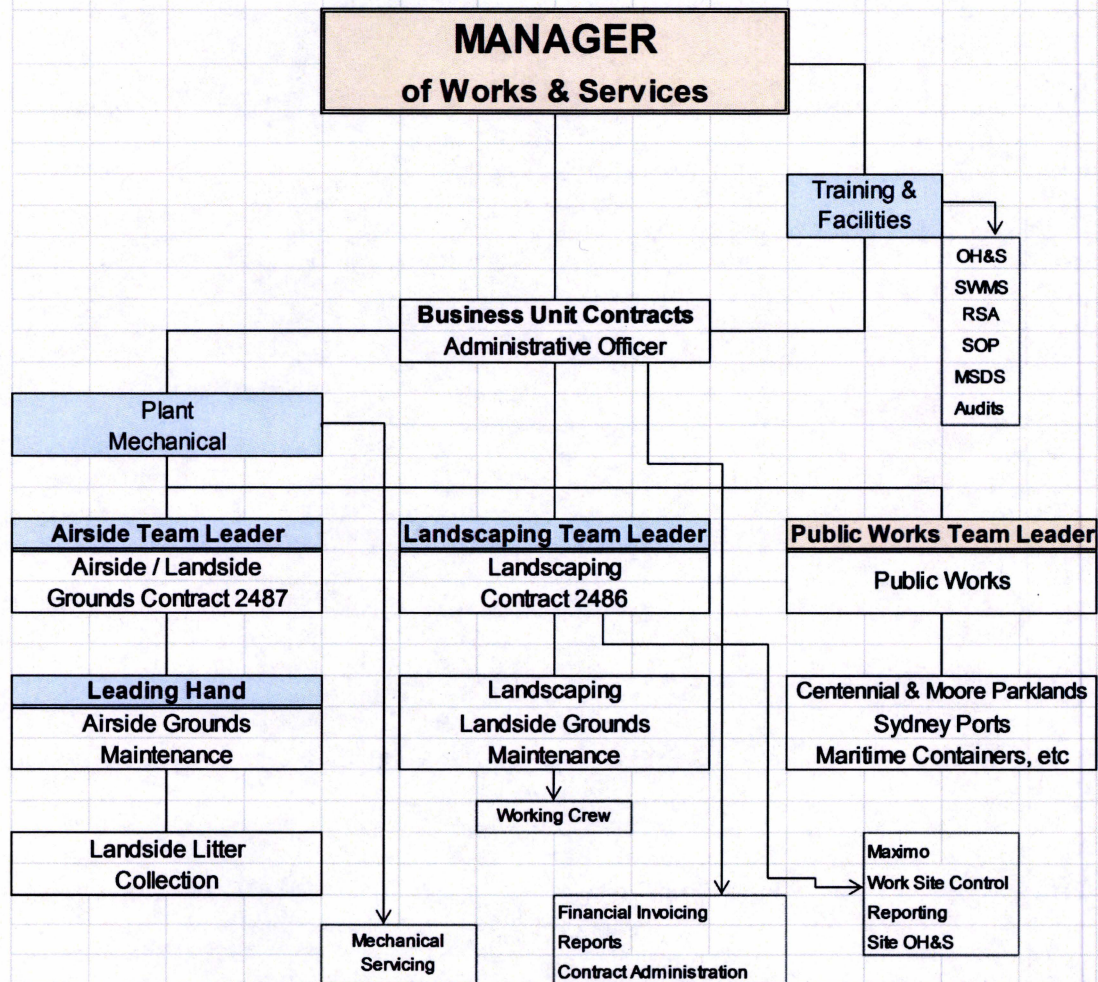 MANAGER
of Works & Services
Training &
Facilities
OH&S
SWMS
RSA
SOP
MSDS
Audits
Business Unit Contracts
Administrative Officer
Plant
Mechanical
Airside Team Leader
Airside / Landside
Grounds Contract 2487
Landscaping Team Leader
Landscaping
Contract 2486
Public Works Team Leader
Public Works
Leading Hand
Airside Grounds
Maintenance
Landscaping
Landside Grounds
Maintenance
Centennial & Moore Parklands
Sydney Ports
Maritime Containers, etc
Working Crew
Landside Litter
Collection
Maximo
Work Site Control
Reporting
Site OH&S
Mechanical
Servicing
Financial Invoicing
Reports
Contract Administration